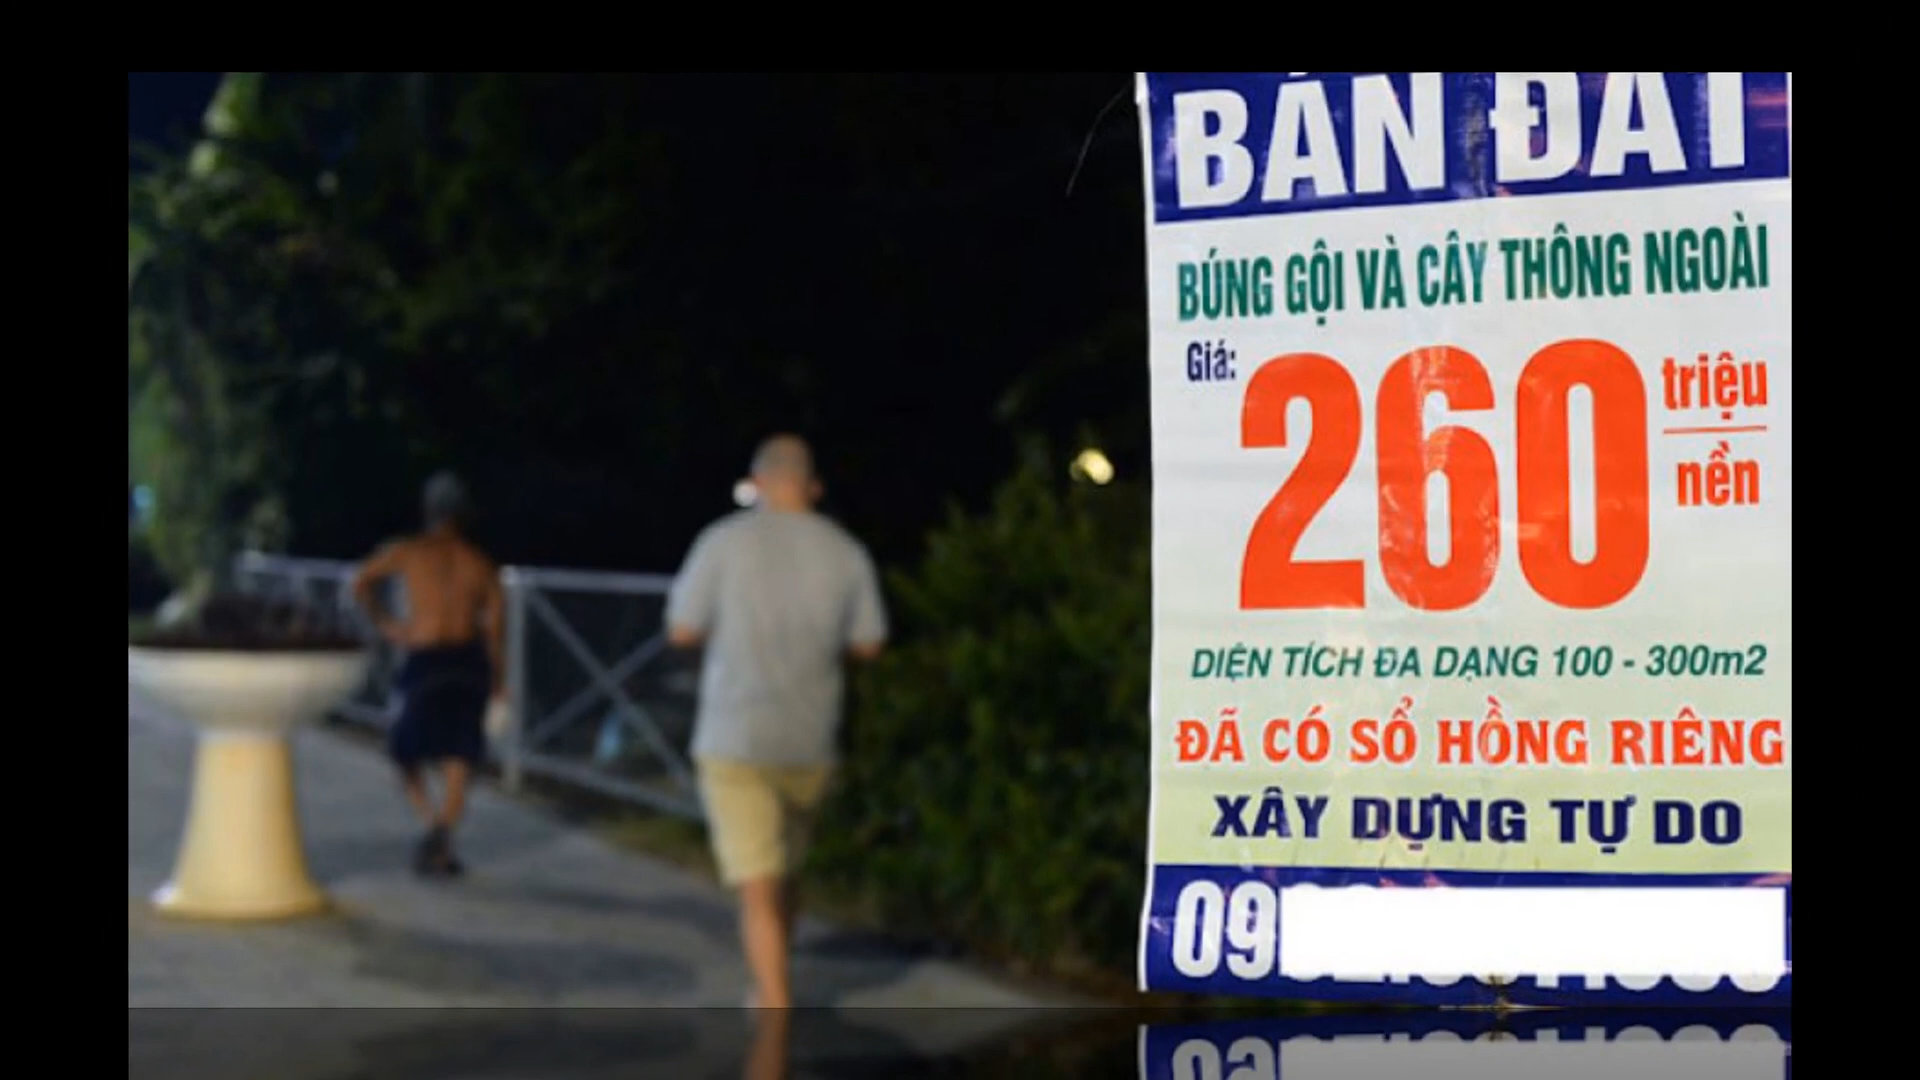 BÁN ĐẤT
BÚNG GỘI VÀ CÂY THÔNG NGOÀI
Giá: 260 triệu
nền
DIỆN TÍCH ĐA DẠNG 100 - 300m2
ĐÃ CÓ SỔ HỒNG RIÊNG
XÂY DỰNG TỰ DO
09